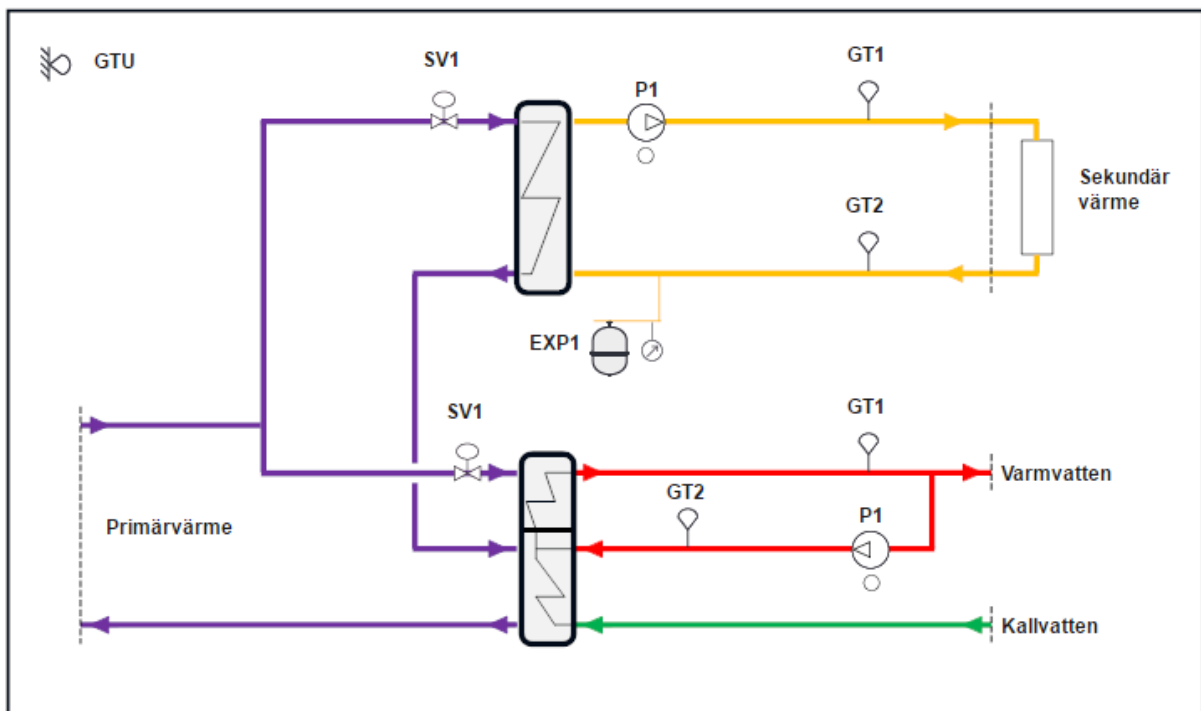 GTU
SV1
P1
GT1
Sekundär
värme
GT2
EXP1
SV1
GT1
Varmvatten
GT2
P1
Primärvärme
Kallvatten